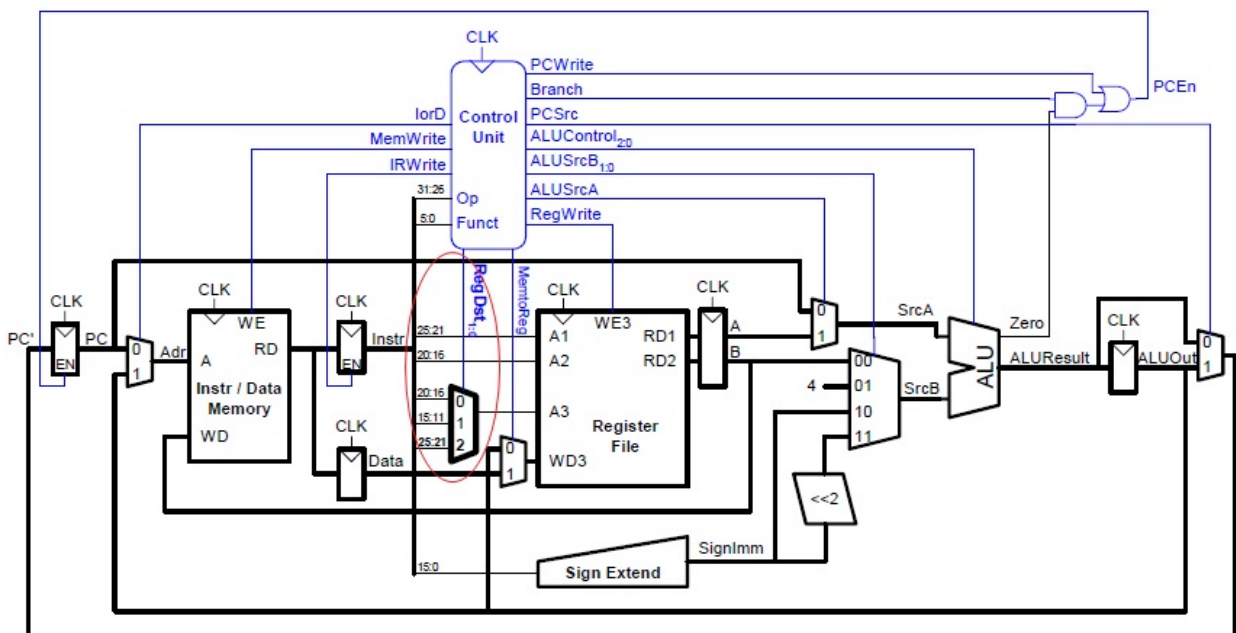 CLK
PCWrite
Branch
PCEn
IorD
Control
Unit
PCSrc
MemWrite
ALUControl2:0
IRWrite
ALUSrcB1:0
31:26
Op
ALUSrcA
5:0
Funct
RegWrite
RegDst1:0
MemtoReg
CLK
CLK
CLK
CLK
CLK
CLK
PC'
EN
PC
0
1
Adr
WE
A
RD
Instr / Data
Memory
WD
EN
Instr
25:21
20:16
20:16
15:11
25:21
0
1
2
CLK
Data
0
1
A1
A2
A3
WD3
WE3
RD1
RD2
Register
File
A
B
0
1
SrcA
4
00
01
10
11
SrcB
Zero
ALU
ALUResult
ALUOut
0
1
<<2
SignImm
15:0
Sign Extend